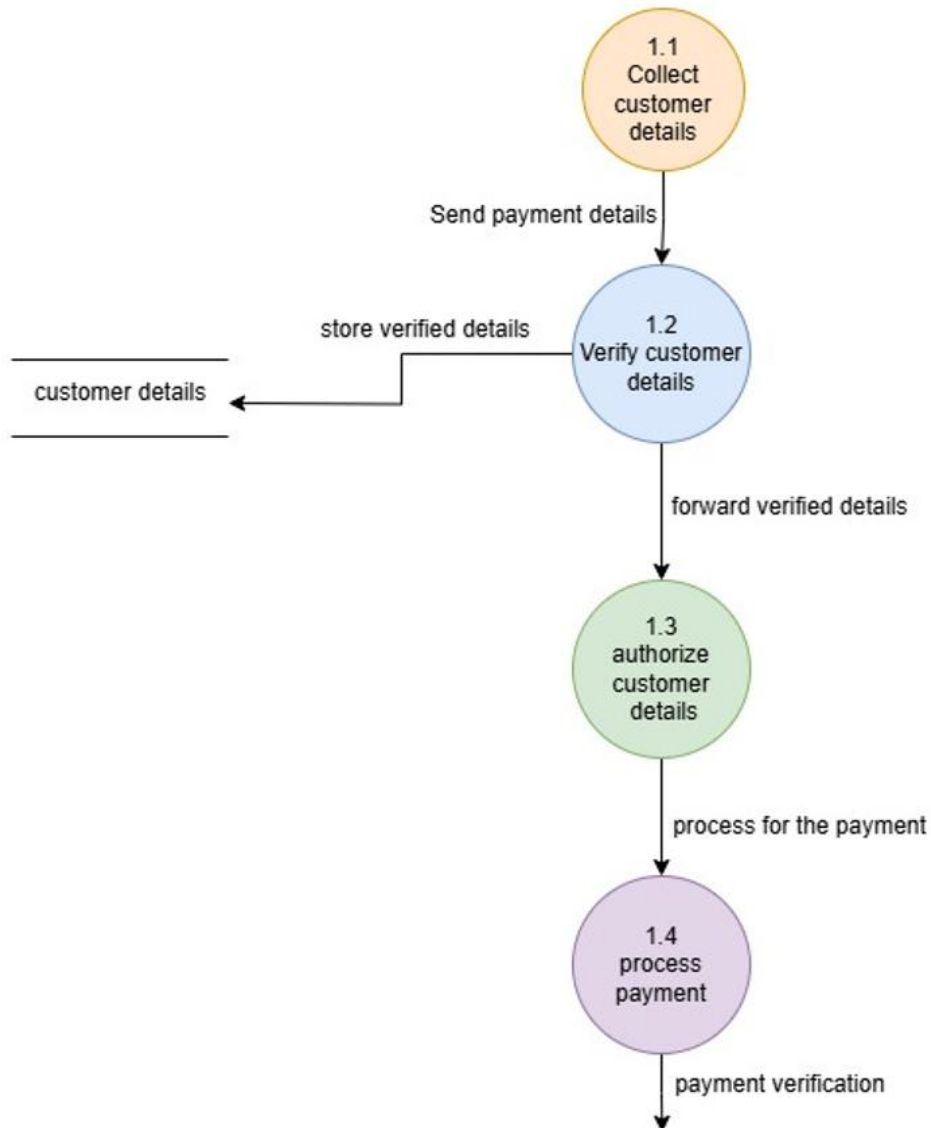 1.1
Collect
customer
details
Send payment details
1.2
Verify customer
details
store verified details
customer details
forward verified details
1.3
authorize
customer
details
process for the payment
1.4
process
payment
payment verification